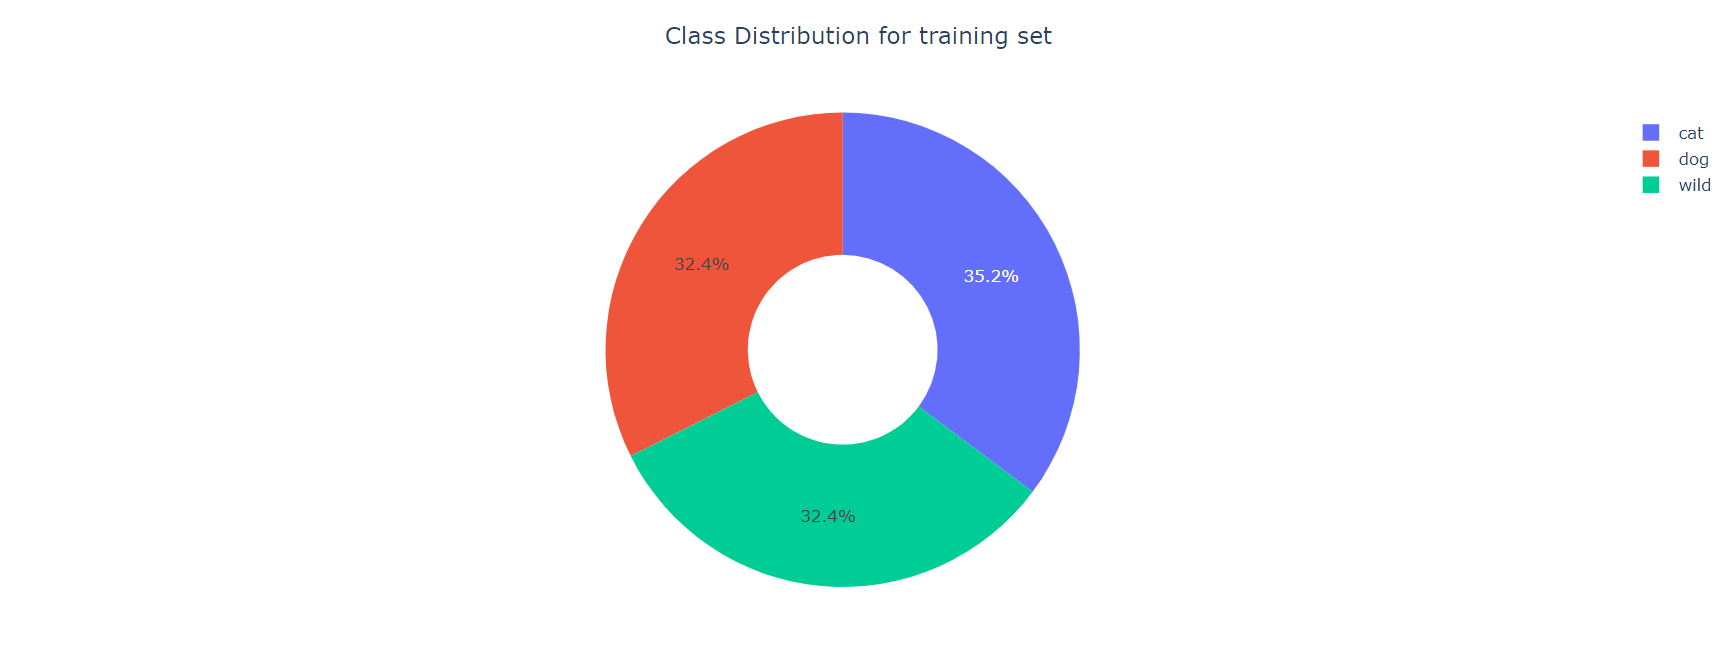 Class Distribution for training set
cat
dog
wild
32.4%
35.2%
32.4%